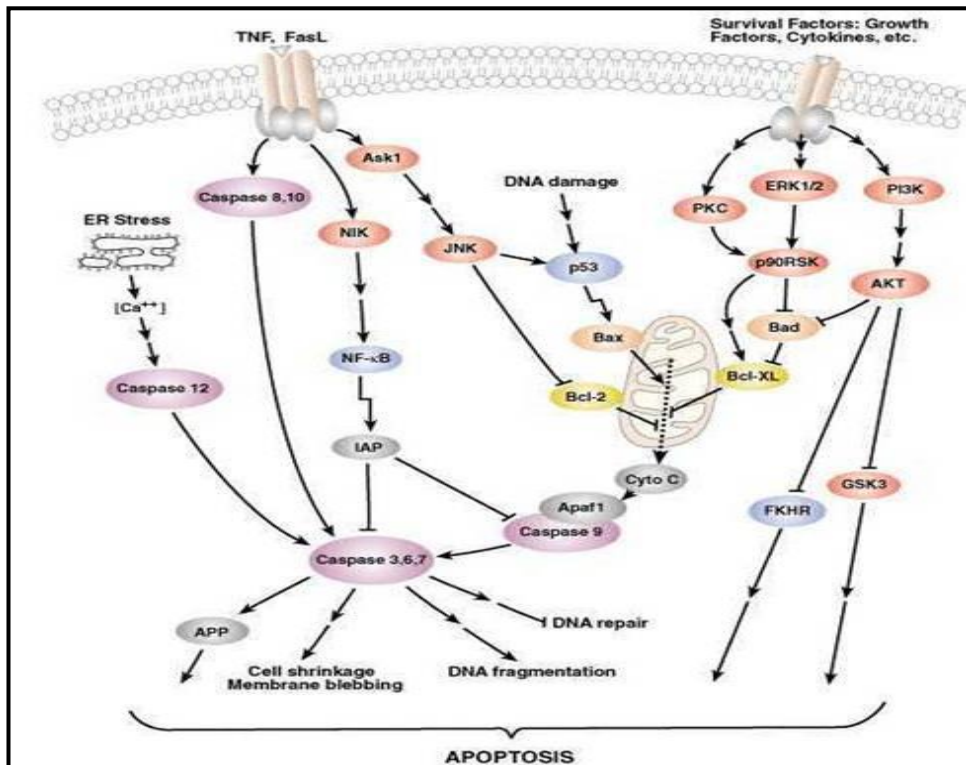 TNF, FasL
Survival Factors: Growth
Factors, Cytokines, etc.
Ask1
Caspase 8,10
DNA damage
ERK1/2
PI3K
PKC
ER Stress
NIK
JNK
p53
p90RSK
AKT
[Ca++]
Bax
Bad
NF-κB
Caspase 12
Bcl-2
Bcl-XL
IAP
Cyto C
GSK3
Apaf1
FKHR
Caspase 9
Caspase 3,6,7
APP
DNA repair
Cell shrinkage
Membrane blebbing
DNA fragmentation
APOPTOSIS